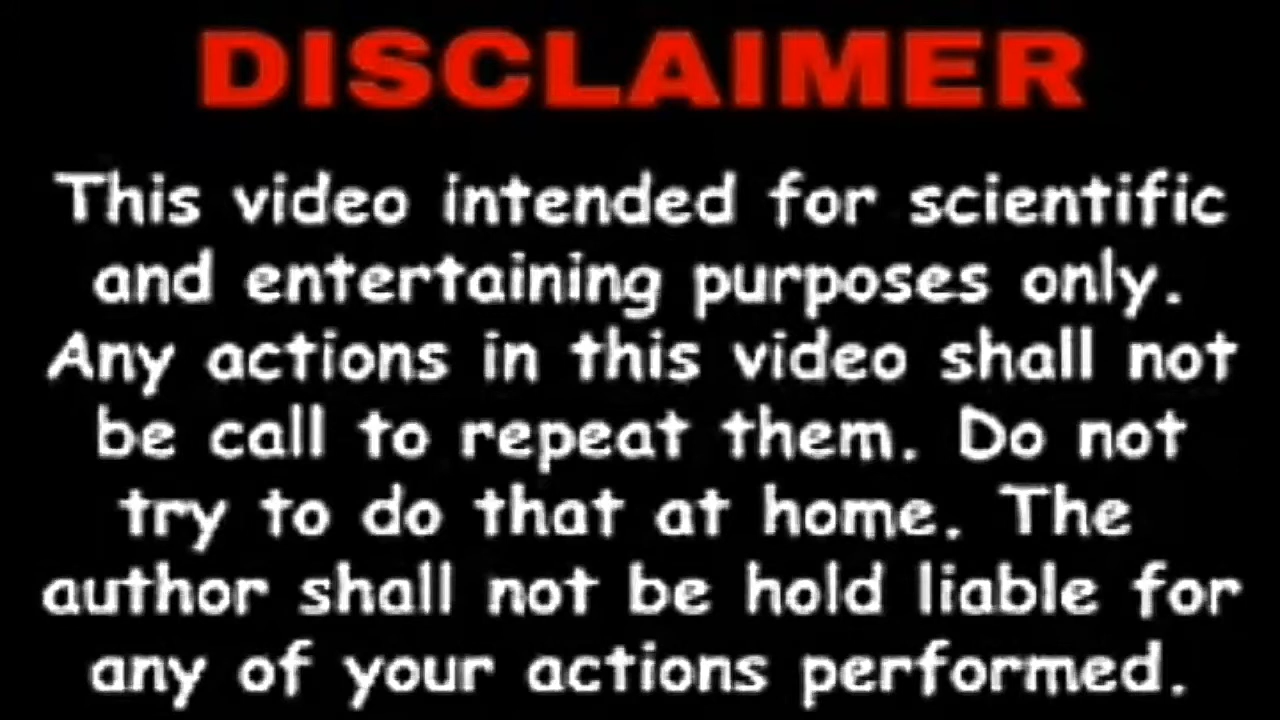 DISCLAIMER
This video intended for scientific
and entertaining purposes only.
Any actions in this video shall not
be call to repeat them. Do not
try to do that at home. The
author shall not be hold liable for
any of your actions performed.